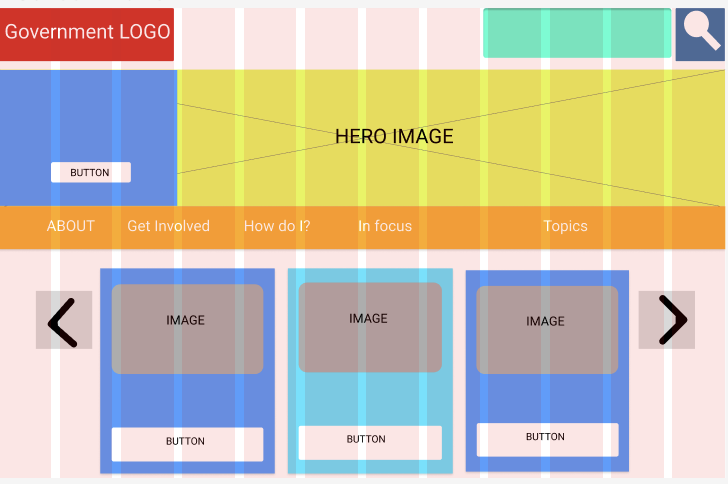 Government LOGO
HERO IMAGE
BUTTON
ABOUT Get Involved How do I? In focus Topics
IMAGE IMAGE IMAGE
BUTTON BUTTON BUTTON